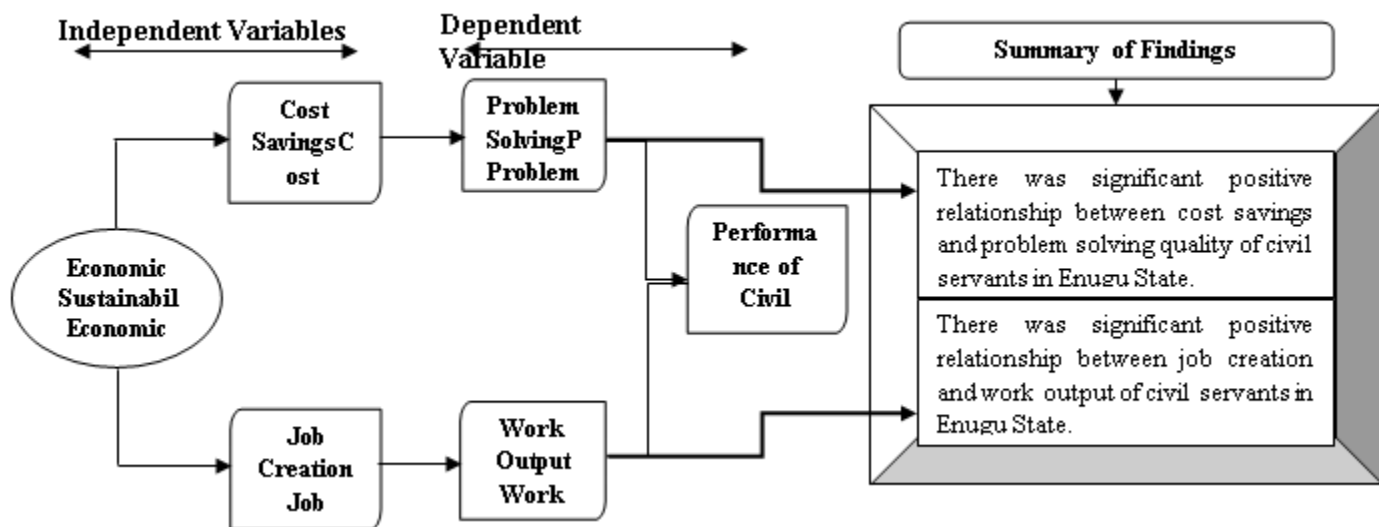 Independent Variables
Dependent
Variable
Summary of Findings
Cost
Savings C
ost
Problem
Solving P
Problem
There was significant positive
relationship between cost savings
and problem solving quality of civil
servants in Enugu State.
Performa
nce of
Civil
Economic
Sustainabil
Economic
There was significant positive
relationship between job creation
and work output of civil servants in
Enugu State.
Job
Creation
Job
Work
Output
Work